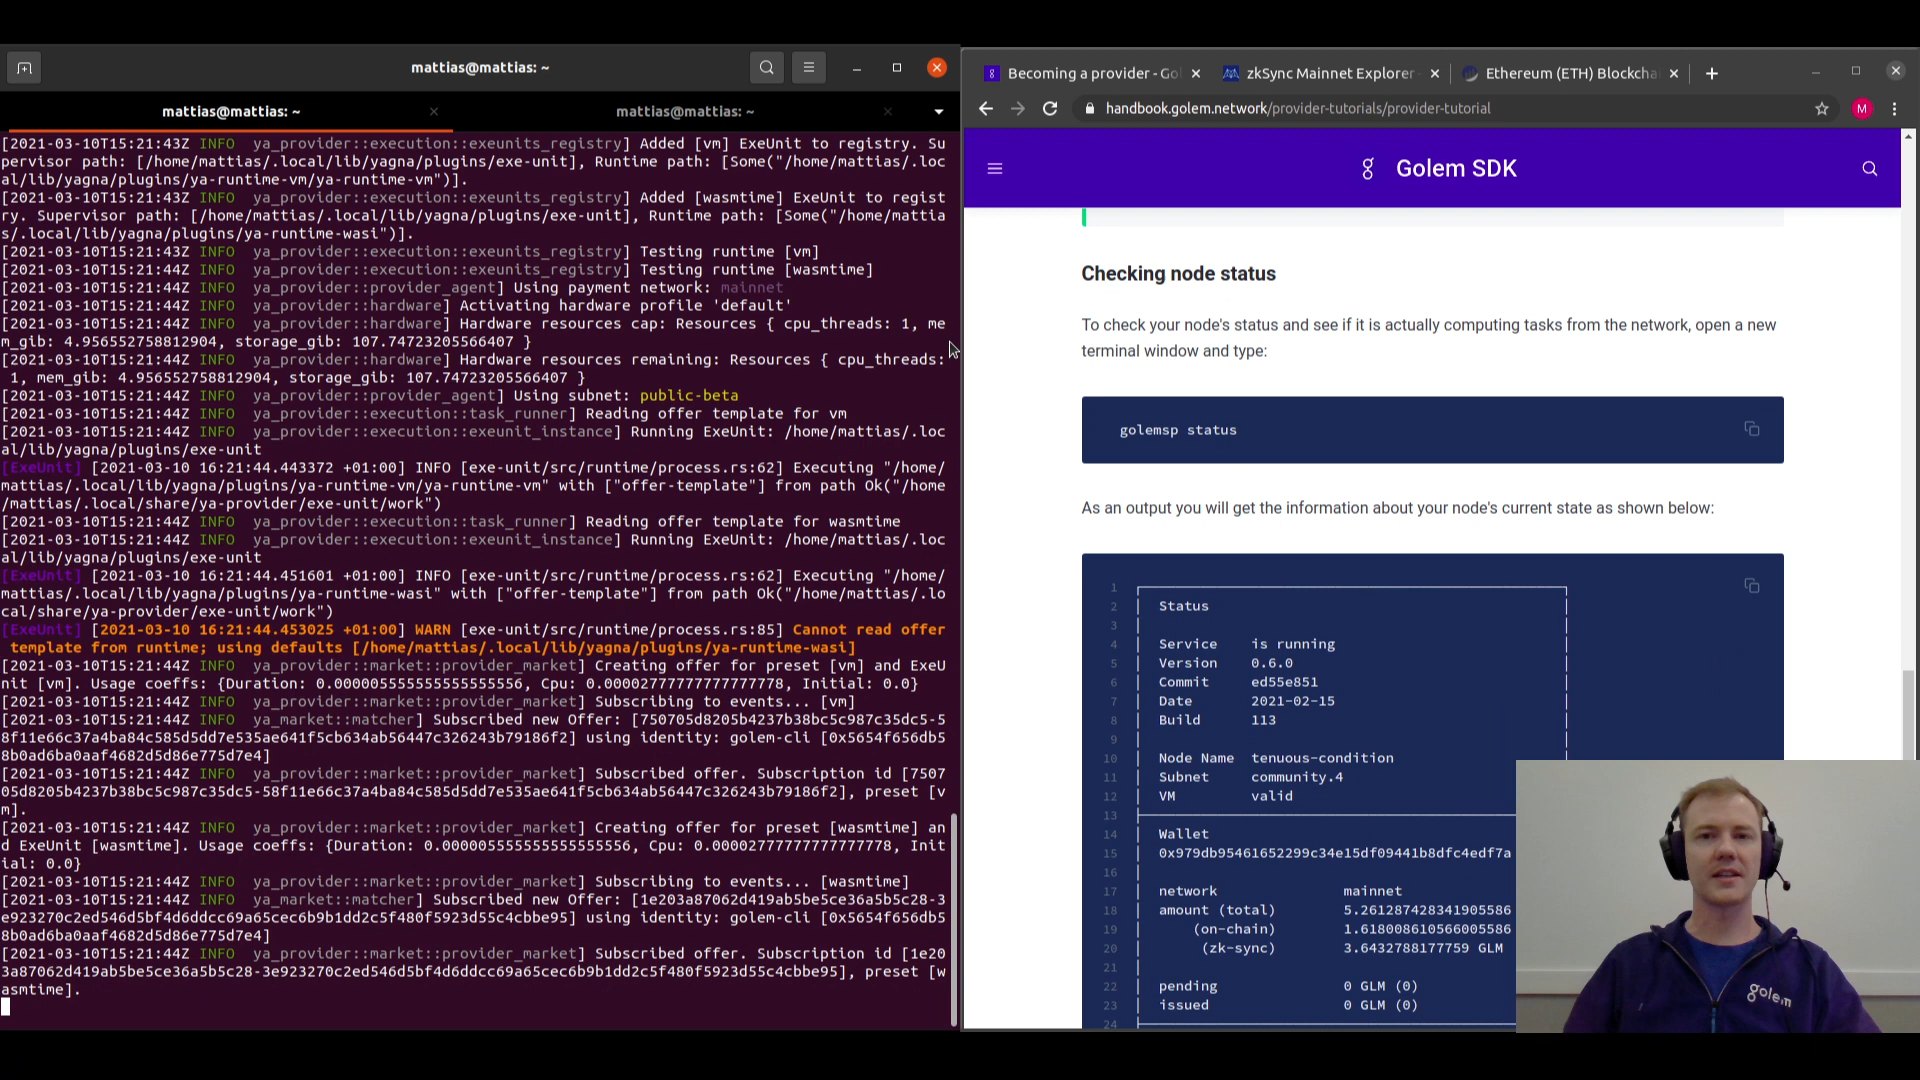 mattias@mattias: ~
mattias@mattias: ~
mattias@mattias: ~
[2021-03-10T15:21:43Z INFO  ya_provider::execution::exeunits_registry] Added [vm] ExeUnit to registry. Su
pervisor path: [/home/mattias/.local/lib/yagna/plugins/exe-unit], Runtime path: [Some("/home/mattias/.loc
al/lib/yagna/plugins/ya-runtime-vm/ya-runtime-vm")].
[2021-03-10T15:21:43Z INFO  ya_provider::execution::exeunits_registry] Added [wasmtime] ExeUnit to regist
ry. Supervisor path: [/home/mattias/.local/lib/yagna/plugins/exe-unit], Runtime path: [Some("/home/mattia
s/.local/lib/yagna/plugins/ya-runtime-wasi")].
[2021-03-10T15:21:43Z INFO  ya_provider::execution::exeunits_registry] Testing runtime [vm]
[2021-03-10T15:21:44Z INFO  ya_provider::execution::exeunits_registry] Testing runtime [wasmtime]
[2021-03-10T15:21:44Z INFO  ya_provider::provider_agent] Using payment network: mainnet
[2021-03-10T15:21:44Z INFO  ya_provider::hardware] Activating hardware profile 'default'
[2021-03-10T15:21:44Z INFO  ya_provider::hardware] Hardware resources cap: Resources { cpu_threads: 1, me
m_gib: 4.956552758812904, storage_gib: 107.74723205566407 }
[2021-03-10T15:21:44Z INFO  ya_provider::hardware] Hardware resources remaining: Resources { cpu_threads:
1, mem_gib: 4.956552758812904, storage_gib: 107.74723205566407 }
[2021-03-10T15:21:44Z INFO  ya_provider::provider_agent] Using subnet: public-beta
[2021-03-10T15:21:44Z INFO  ya_provider::execution::task_runner] Reading offer template for vm
[2021-03-10T15:21:44Z INFO  ya_provider::execution::exeunit_instance] Running ExeUnit: /home/mattias/.loc
al/lib/yagna/plugins/exe-unit
[ExeUnit] [2021-03-10 16:21:44.443372 +01:00] INFO [exe-unit/src/runtime/process.rs:62] Executing "/home/
mattias/.local/lib/yagna/plugins/ya-runtime-vm/ya-runtime-vm" with ["offer-template"] from path Ok("/home
/mattias/.local/share/ya-provider/exe-unit/work")
[2021-03-10T15:21:44Z INFO  ya_provider::execution::task_runner] Reading offer template for wasmtime
[2021-03-10T15:21:44Z INFO  ya_provider::execution::exeunit_instance] Running ExeUnit: /home/mattias/.loc
al/lib/yagna/plugins/exe-unit
[ExeUnit] [2021-03-10 16:21:44.451601 +01:00] INFO [exe-unit/src/runtime/process.rs:62] Executing "/home/
mattias/.local/lib/yagna/plugins/ya-runtime-wasi" with ["offer-template"] from path Ok("/home/mattias/.lo
cal/share/ya-provider/exe-unit/work")
[ExeUnit] [2021-03-10 16:21:44.453025 +01:00] WARN [exe-unit/src/runtime/process.rs:85] Cannot read offer
template from runtime; using defaults [/home/mattias/.local/lib/yagna/plugins/ya-runtime-wasi]
[2021-03-10T15:21:44Z INFO  ya_provider::market::provider_market] Creating offer for preset [vm] and ExeU
nit [vm]. Usage coeffs: {Duration: 0.000005555555555555556, Cpu: 0.00002777777777777778, Initial: 0.0}
[2021-03-10T15:21:44Z INFO  ya_provider::market::provider_market] Subscribing to events... [vm]
[2021-03-10T15:21:44Z INFO  ya_market::matcher] Subscribed new Offer: [750705d8205b4237b38bc5c987c35dc5-5
8f11e66c37a4ba84c585d5dd7e535ae641f5cb634ab56447c326243b79186f2] using identity: golem-cli [0x5654f656db5
8b0ad6ba0aaf4682d5d86e775d7e4]
[2021-03-10T15:21:44Z INFO  ya_provider::market::provider_market] Subscribed offer. Subscription id [7507
05d8205b4237b38bc5c987c35dc5-58f11e66c37a4ba84c585d5dd7e535ae641f5cb634ab56447c326243b79186f2], preset [v
m].
[2021-03-10T15:21:44Z INFO  ya_provider::market::provider_market] Creating offer for preset [wasmtime] an
d ExeUnit [wasmtime]. Usage coeffs: {Duration: 0.000005555555555555556, Cpu: 0.00002777777777777778, Init
ial: 0.0}
[2021-03-10T15:21:44Z INFO  ya_provider::market::provider_market] Subscribing to events... [wasmtime]
[2021-03-10T15:21:44Z INFO  ya_market::matcher] Subscribed new Offer: [1e203a87062d419ab5be5ce36a5b5c28-3
e923270c2ed546d5bf4d6ddcc69a65cec6b9b1dd2c5f480f5923d55c4cbbe95] using identity: golem-cli [0x5654f656db5
8b0ad6ba0aaf4682d5d86e775d7e4]
[2021-03-10T15:21:44Z INFO  ya_provider::market::provider_market] Subscribed offer. Subscription id [1e20
3a87062d419ab5be5ce36a5b5c28-3e923270c2ed546d5bf4d6ddcc69a65cec6b9b1dd2c5f480f5923d55c4cbbe95], preset [w
asmtime].
Becoming a provider - Gol
zkSync Mainnet Explorer
Ethereum (ETH) Blockcha
handbook.golem.network/provider-tutorials/provider-tutorial
M
Golem SDK
Checking node status
To check your node's status and see if it is actually computing tasks from the network, open a new
terminal window and type:
golemsp status
As an output you will get the information about your node's current state as shown below:
1
2 Status
3
4 Service is running
5 Version 0.6.0
6 Commit ed55e851
7 Date 2021-02-15
8 Build 113
9
10 Node Name tenuous-condition
11 Subnet community.4
12 VM valid
13
14 Wallet
15 0x979db95461652299c34e15df09441b8dfc4edf7a
16
17 network mainnet
18 amount (total) 5.261287428341905586
19 (on-chain) 1.618008610566005586
20 (zk-sync) 3.6432788177759 GLM
21
22 pending 0 GLM (0)
23 issued 0 GLM (0)
24
golem